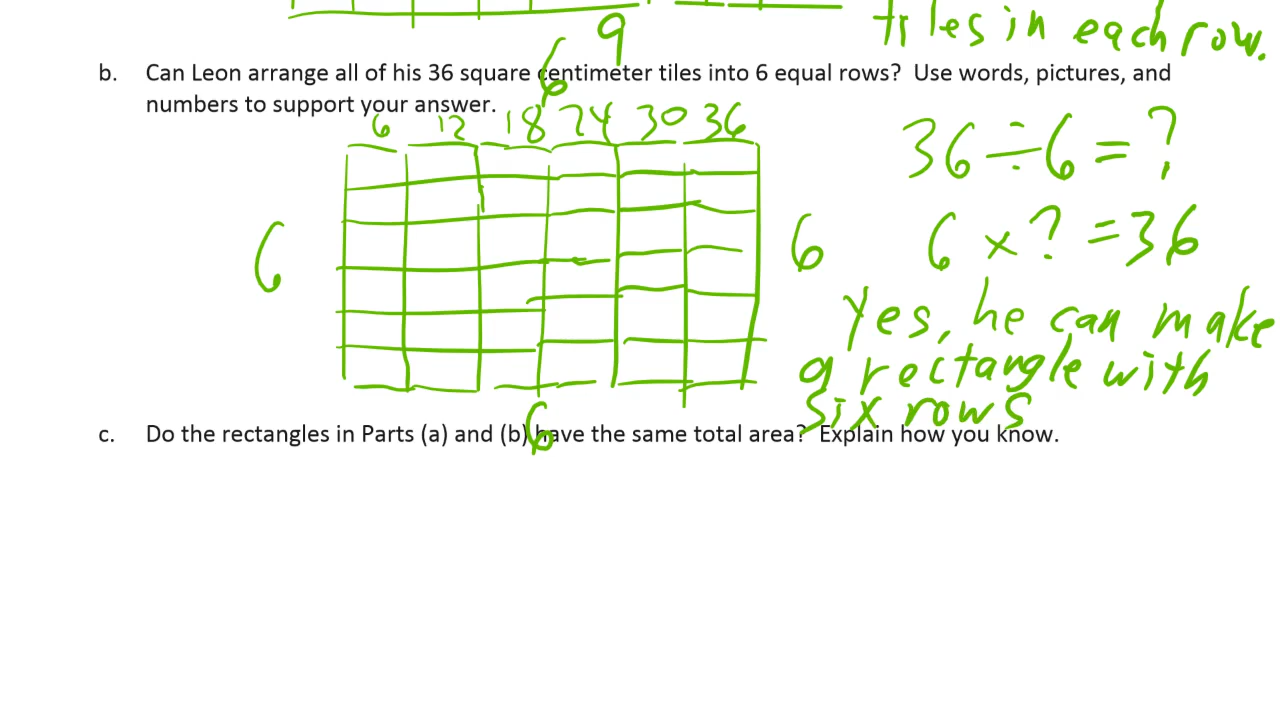 tiles in each row.
9
b. Can Leon arrange all of his 36 square centimeter tiles into 6 equal rows? Use words, pictures, and
numbers to support your answer.
6
6 12 18 24 30 36
36 ÷ 6 = ?
6
6
6 x ? = 36
Yes, he can make
a rectangle with
six rows
6
c. Do the rectangles in Parts (a) and (b) have the same total area? Explain how you know.